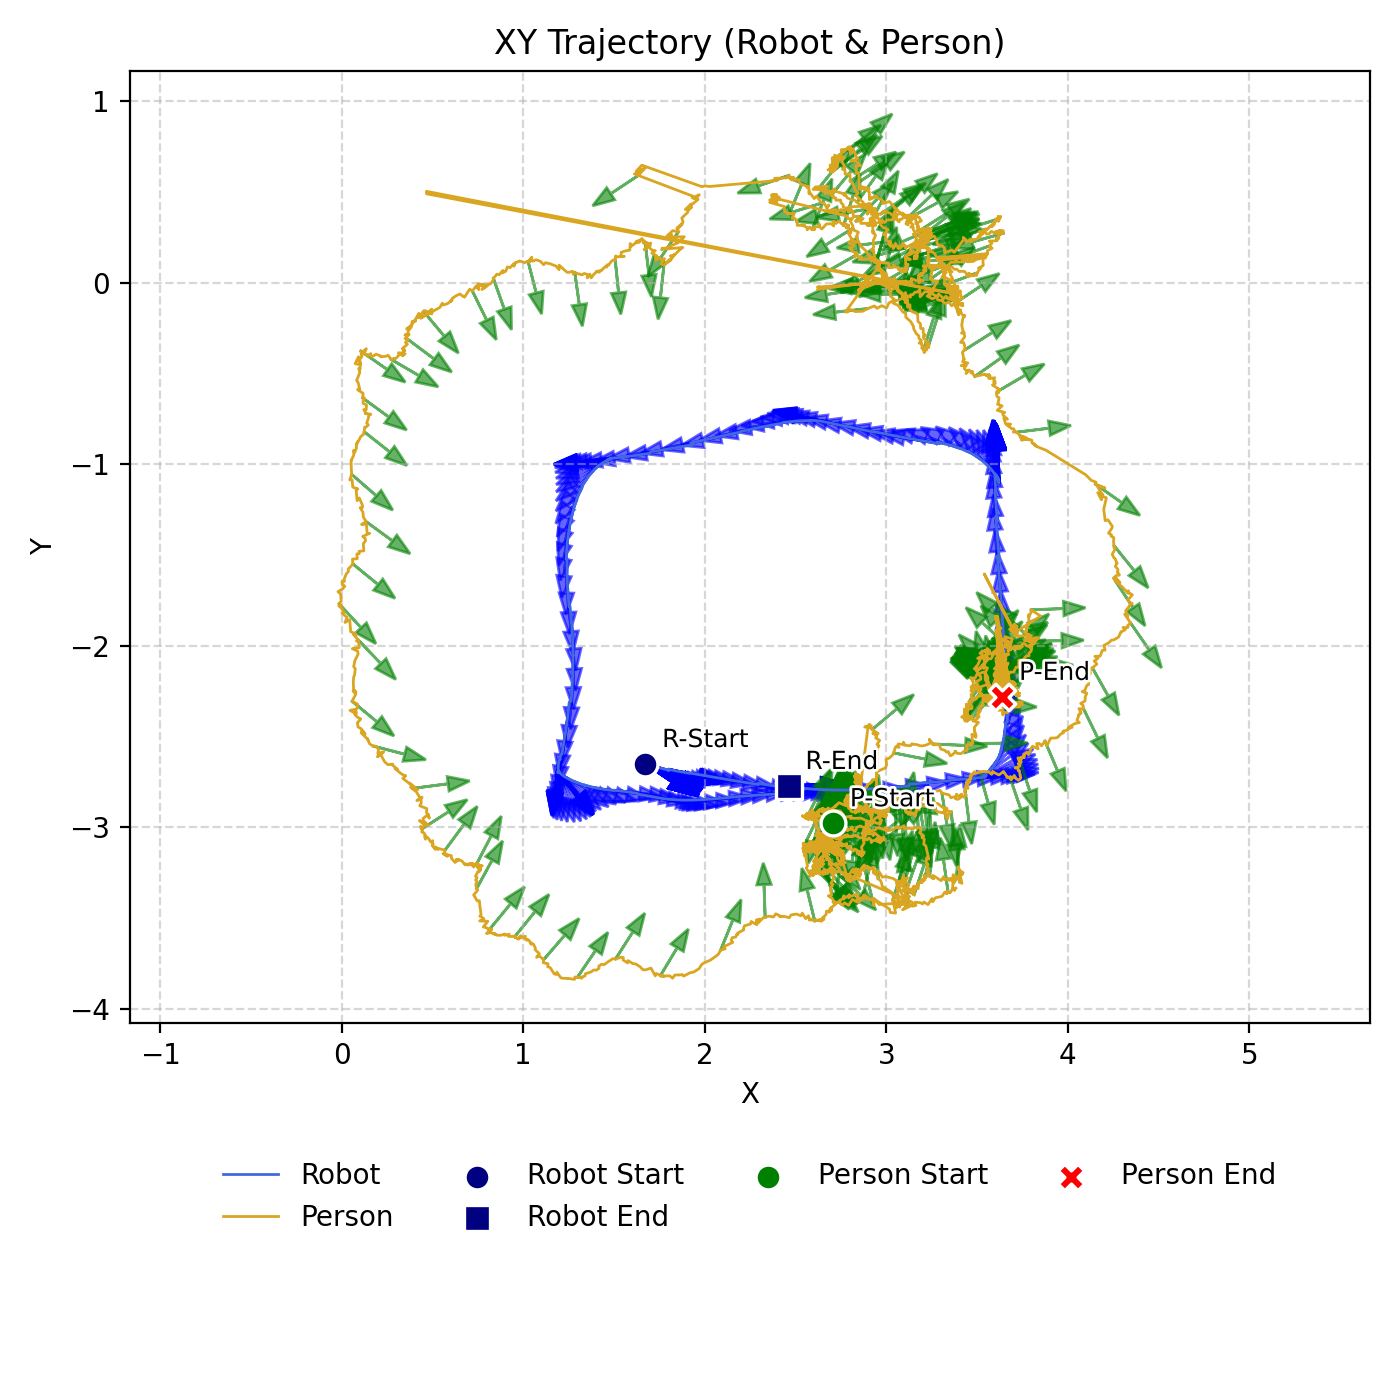 XY Trajectory (Robot & Person)
1
0
−1
−2
−3
−4
Y
R-Start
P-End
R-End
P-Start
−1 0 1 2 3 4 5
X
Robot Robot Start Person Start Person End
Person Robot End